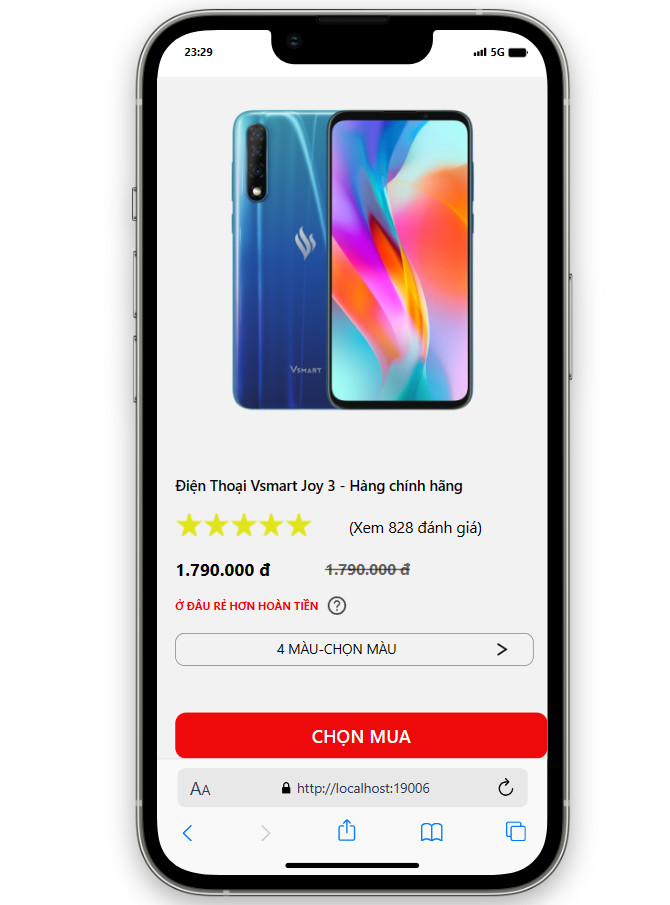 23:29
5G
VSMART
Điện Thoại Vsmart Joy 3 - Hàng chính hãng
(Xem 828 đánh giá)
1.790.000 đ
1.790.000 đ
Ở ĐÂU RẺ HƠN HOÀN TIỀN ?
4 MÀU-CHỌN MÀU
CHỌN MUA
AA
http://localhost:19006